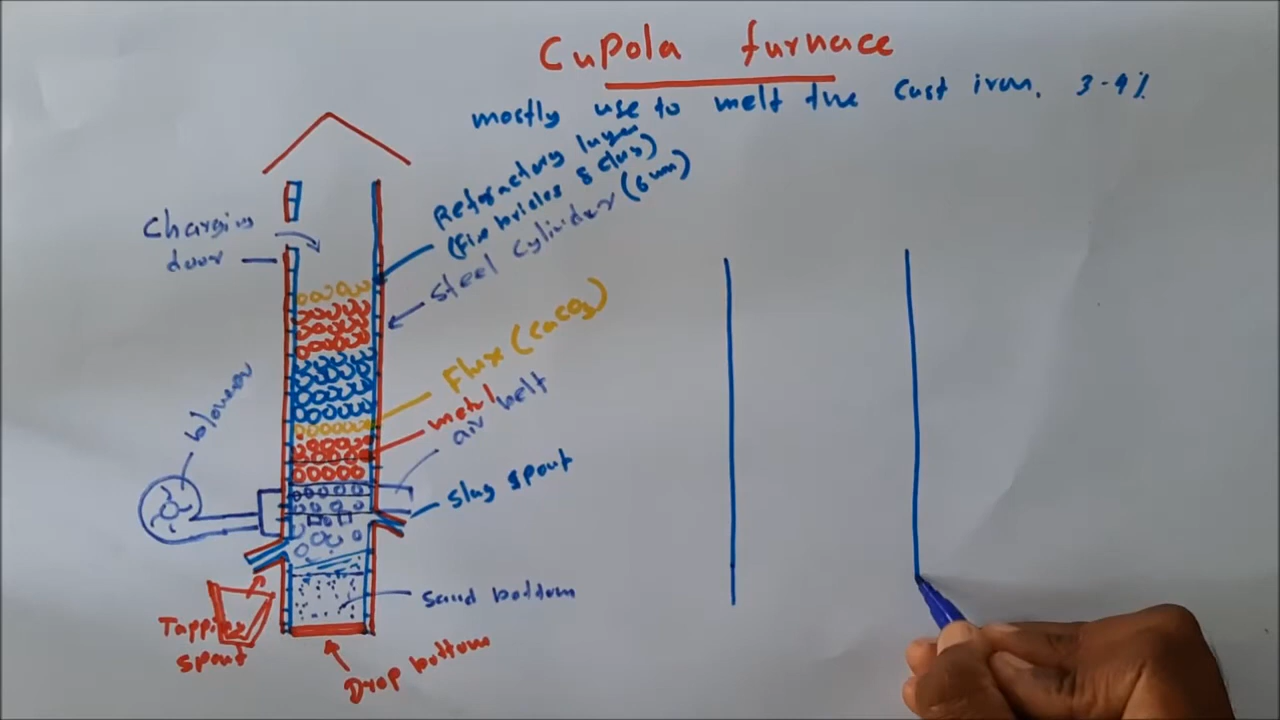 Cupola furnace
mostly use to melt the cast iron. 3-4%
Refractory layer
(Fire bricks & clay)
Steel cylinder (6mm)
Charging
door
Flux (CaCO3)
metal
air belt
blower
Slag spout
Sand bottom
Tapping
spout
Drop bottom